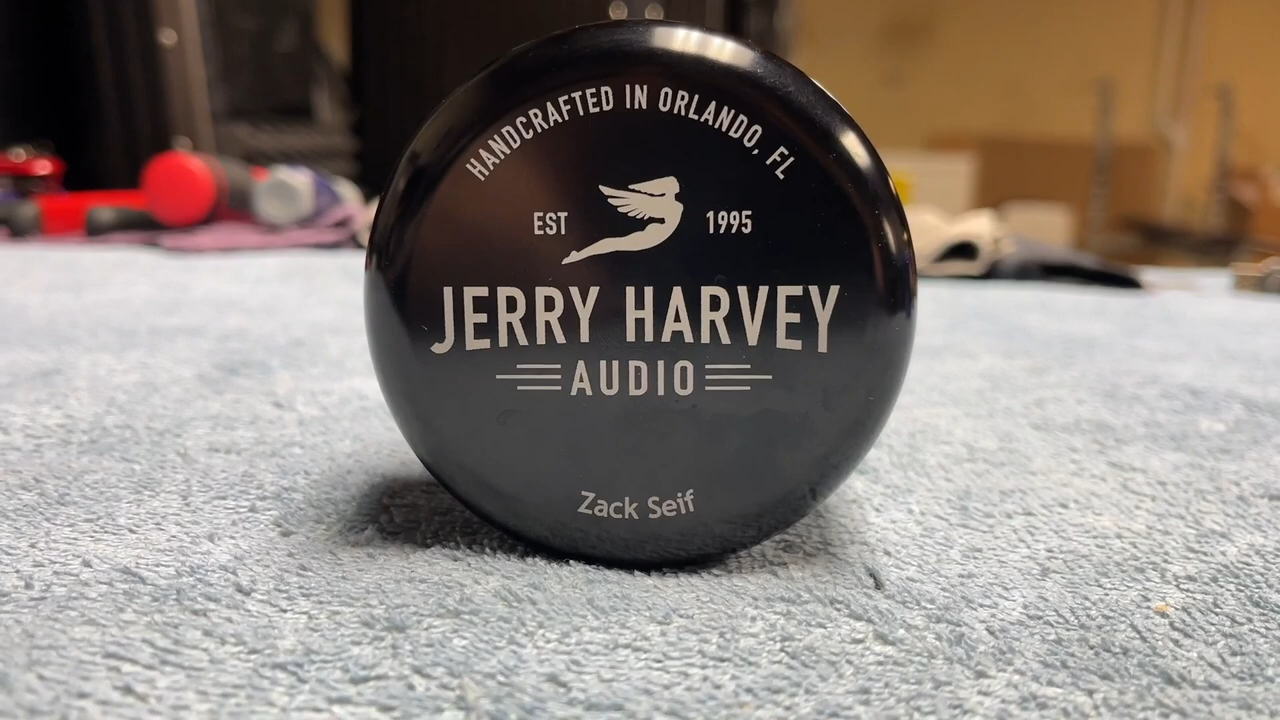 HANDCRAFTED IN ORLANDO, FL
EST 1995
JERRY HARVEY
AUDIO
Zack Seif